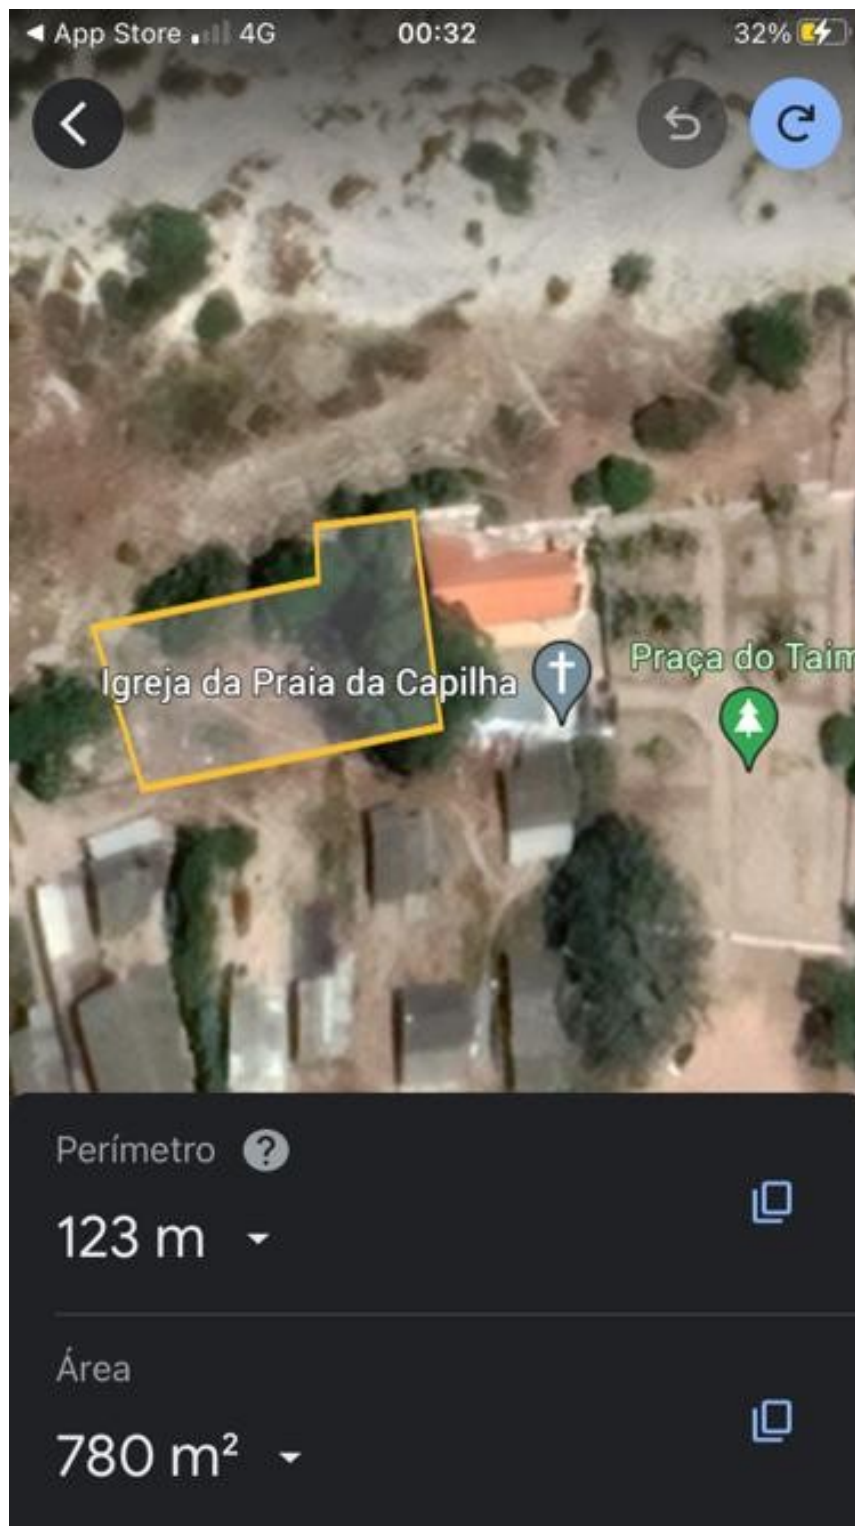 ◀ App Store 4G 00:32 32%
Igreja da Praia da Capilha
Praça do Taim
Perímetro ?
123 m
Área
780 m²